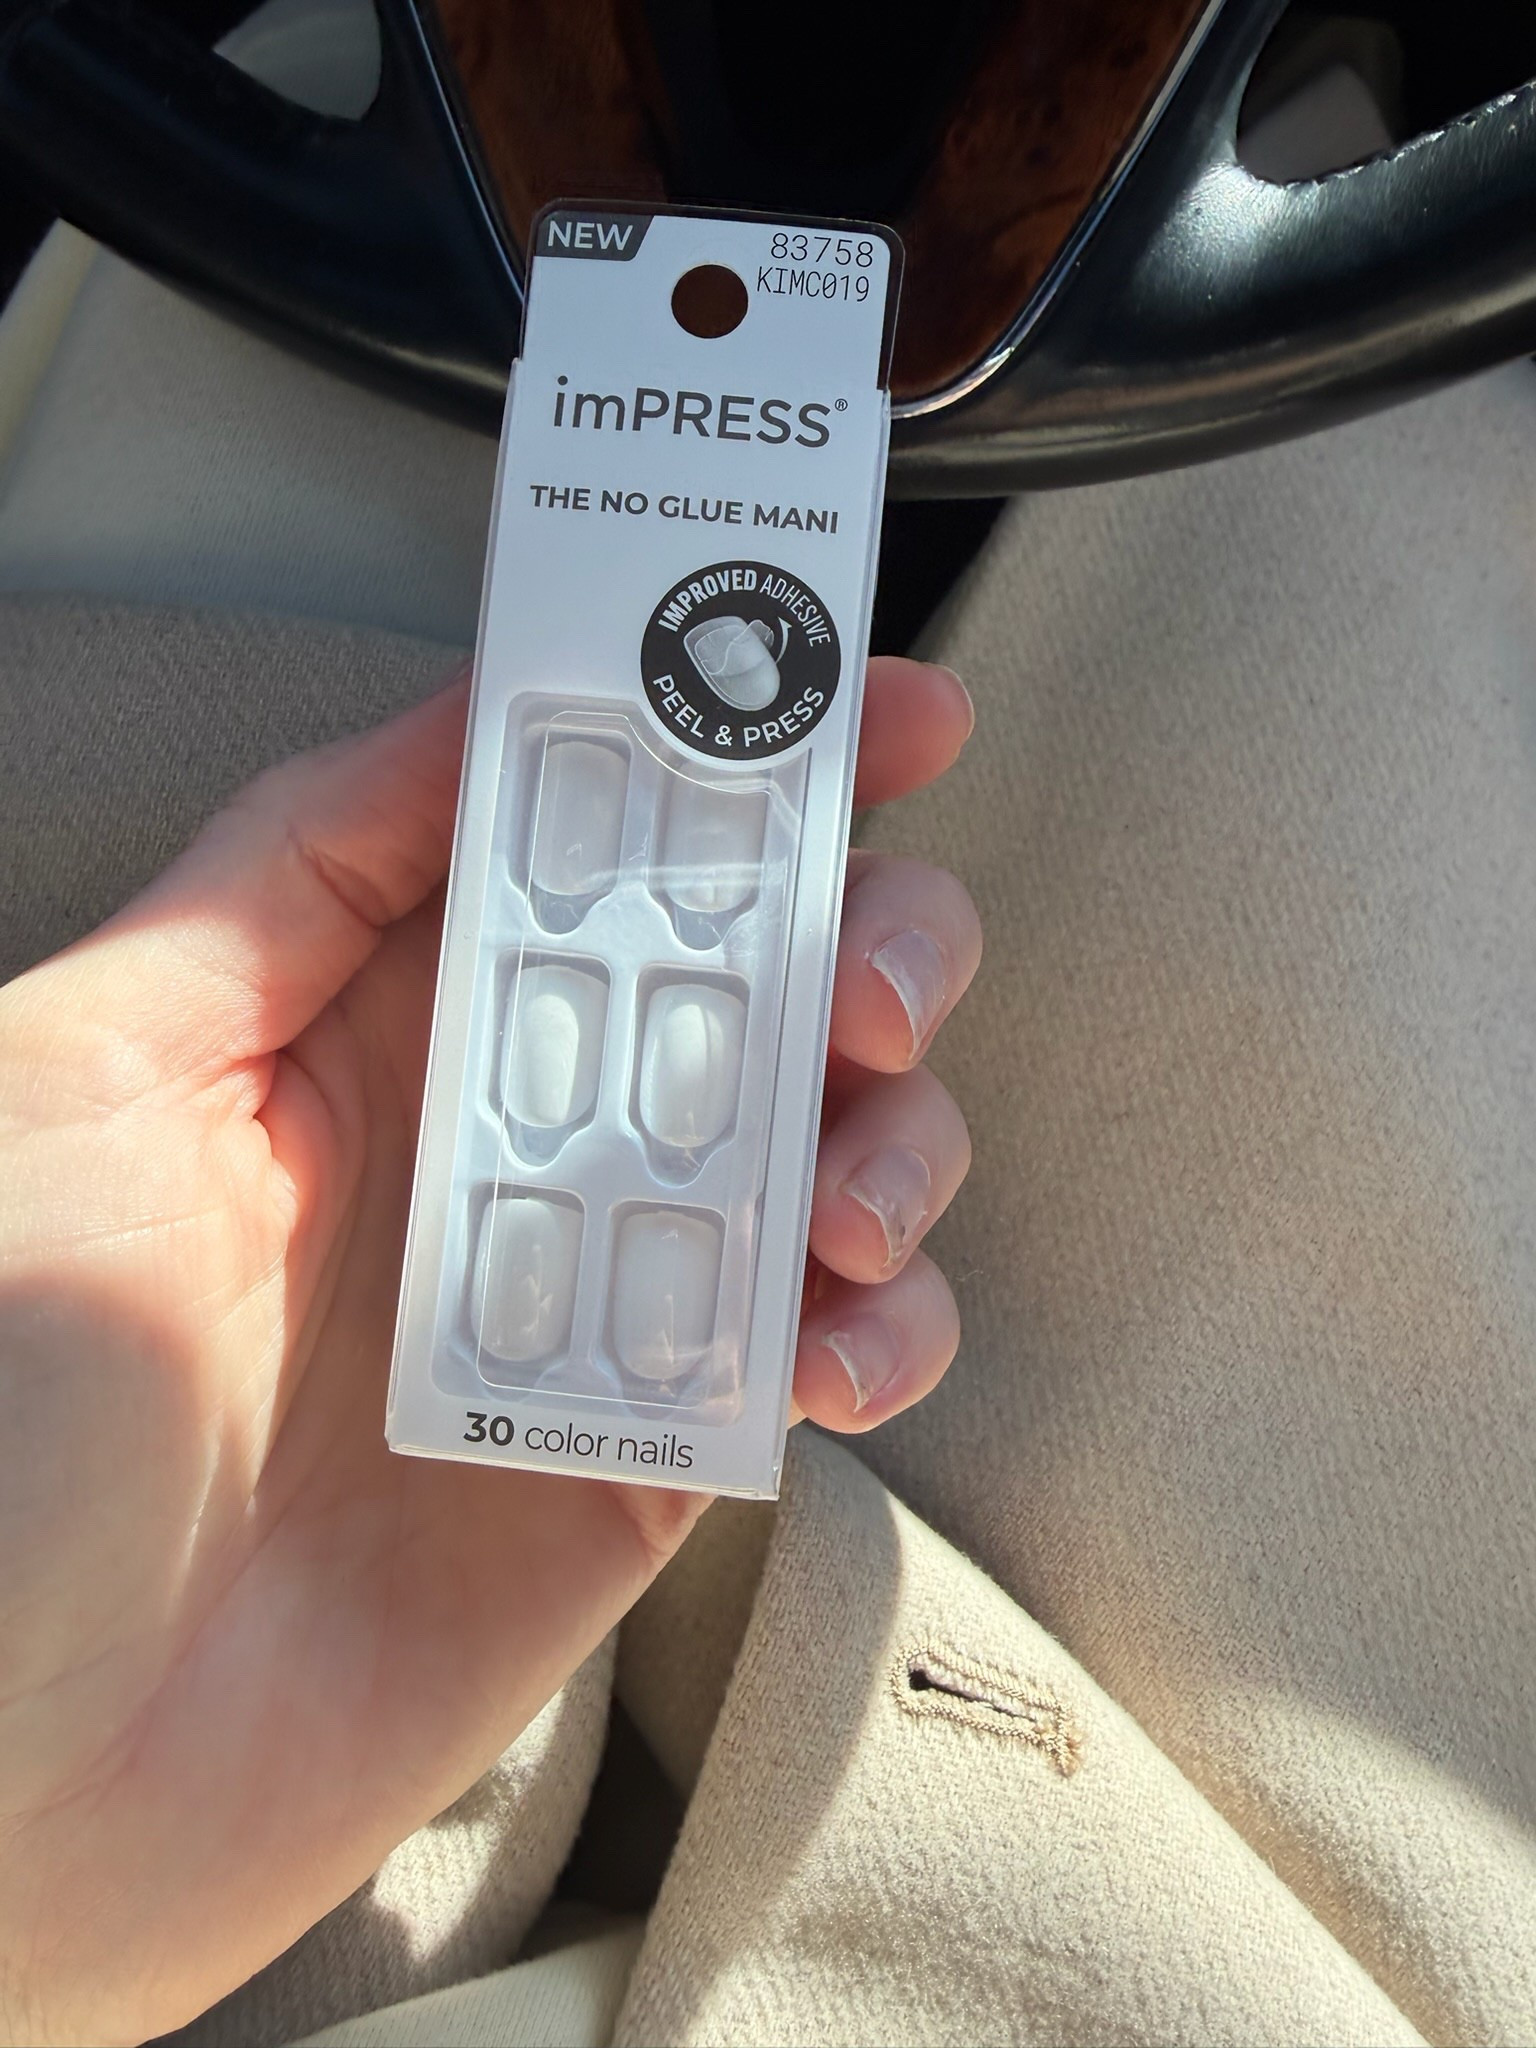 NEW
83758
KIMC019
imPRESS®
THE NO GLUE MANI
IMPROVED ADHESIVE
PEEL & PRESS
30 color nails